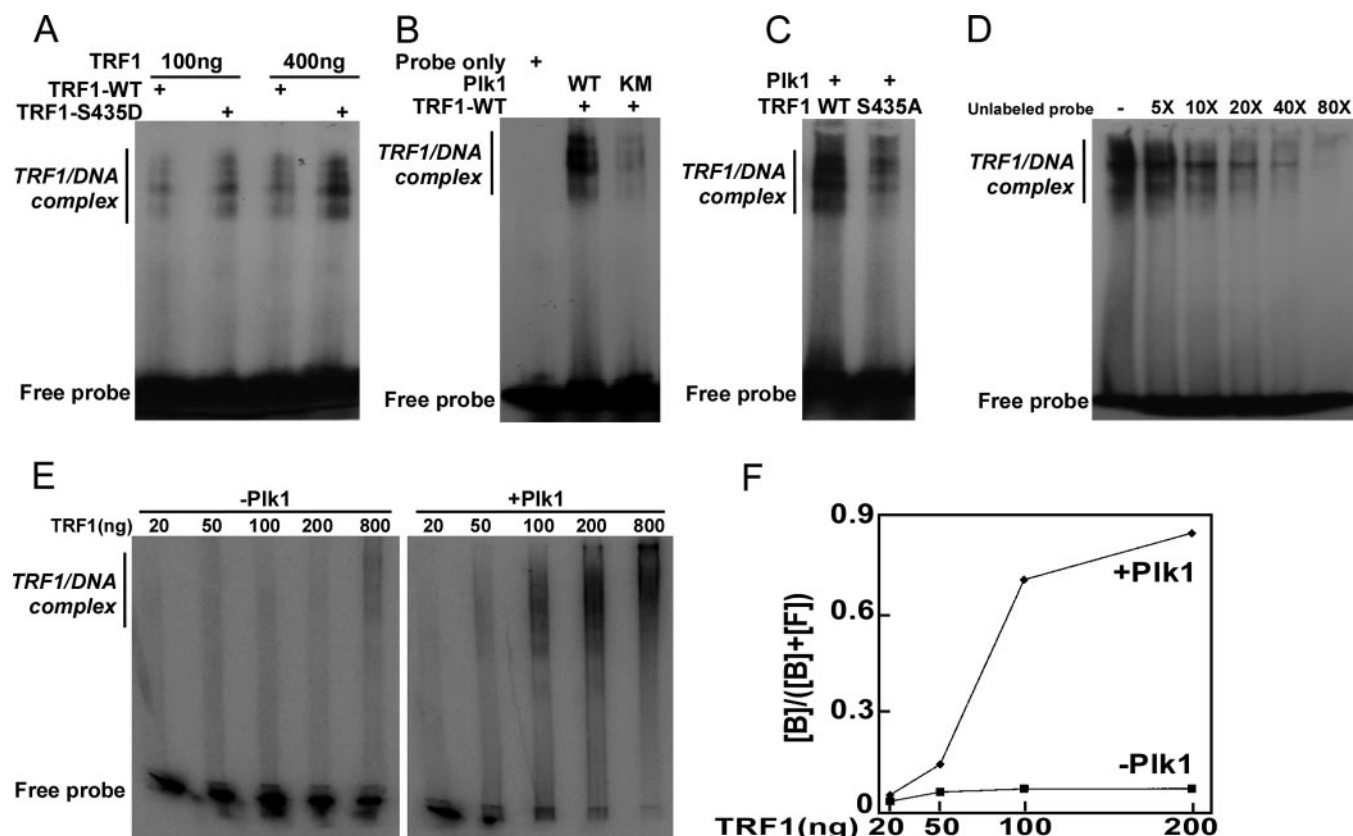 A
TRF1 100ng 400ng
TRF1-WT + +
TRF1-S435D + +
TRF1/DNA
complex
Free probe
B
Probe only +
Plk1 WT KM
TRF1-WT + +
TRF1/DNA
complex
Free probe
C
Plk1 + +
TRF1 WT S435A
TRF1/DNA
complex
Free probe
D
Unlabeled probe - 5X 10X 20X 40X 80X
TRF1/DNA
complex
Free probe
E
-Plk1 +Plk1
TRF1(ng) 20 50 100 200 800 20 50 100 200 800
TRF1/DNA
complex
Free probe
F
[B]/([B]+[F])
0.9
0.6
0.3
0
+Plk1
-Plk1
TRF1(ng) 20 50 100 200